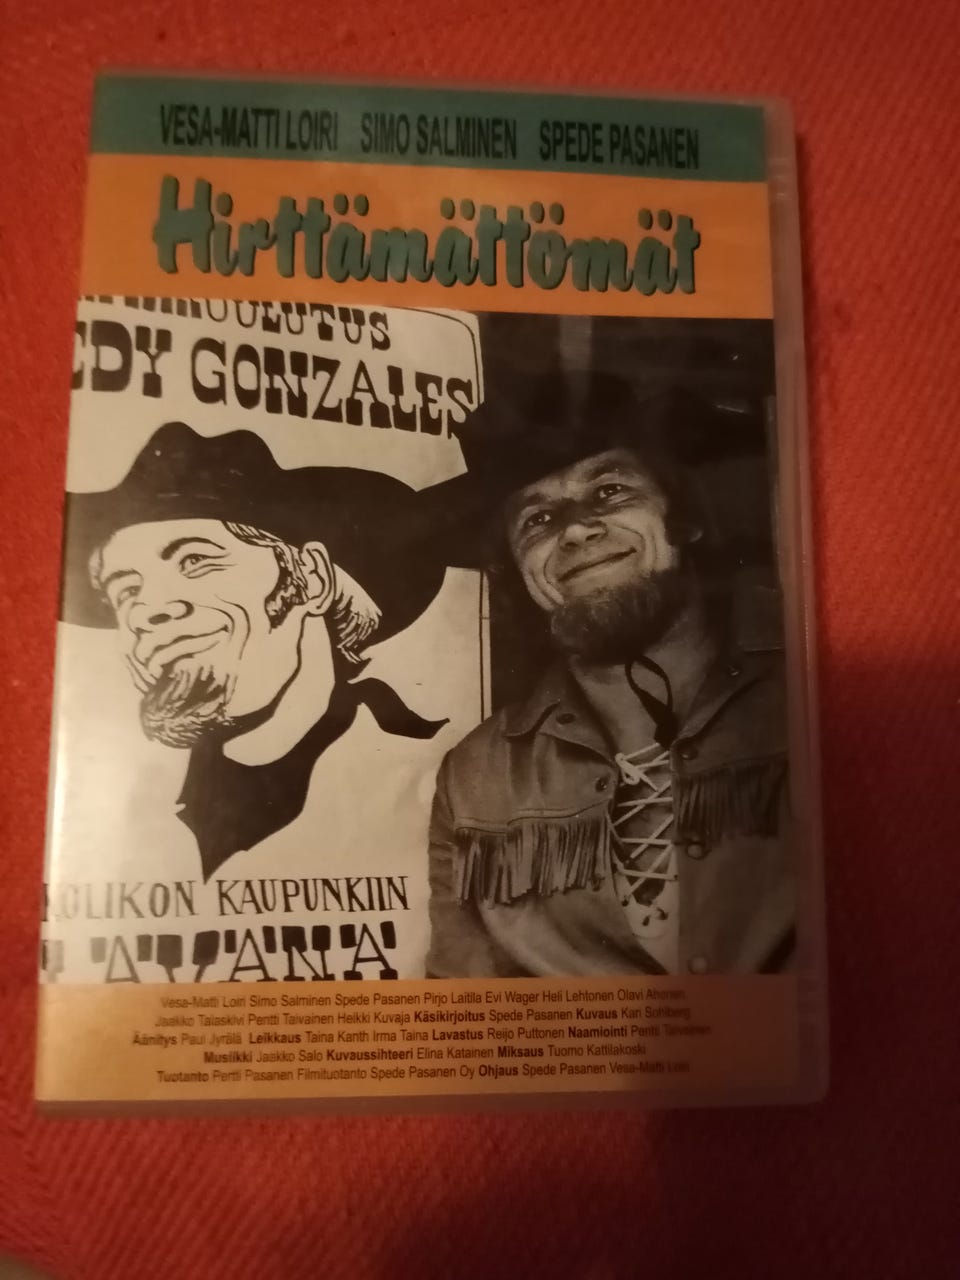 VESA-MATTI LOIRI SIMO SALMINEN SPEDE PASANEN
Hirttämättömät
GONZALES
KAUPUNKIIN
Vesa-Matti Loiri Simo Salminen Spede Pasanen Pirjo Laitila Evi Wager Heli Lehtonen Olavi Ahonen
Jaakko Talaskivi Pentti Taivainen Heikki Kuvaja Käsikirjoitus Spede Pasanen Kuvaus Kari Sohlberg
Äänitys Paul Jyrälä Leikkaus Taina Kanth Irma Taina Lavastus Reijo Puttonen Naamiointi Pentti Taivainen
Musiikki Jaakko Salo Kuvaussihteeri Elina Katainen Miksaus Tuomo Kattilakoski
Tuotanto Pertti Pasanen Filmituotanto Spede Pasanen Oy Ohjaus Spede Pasanen Vesa-Matti Loiri